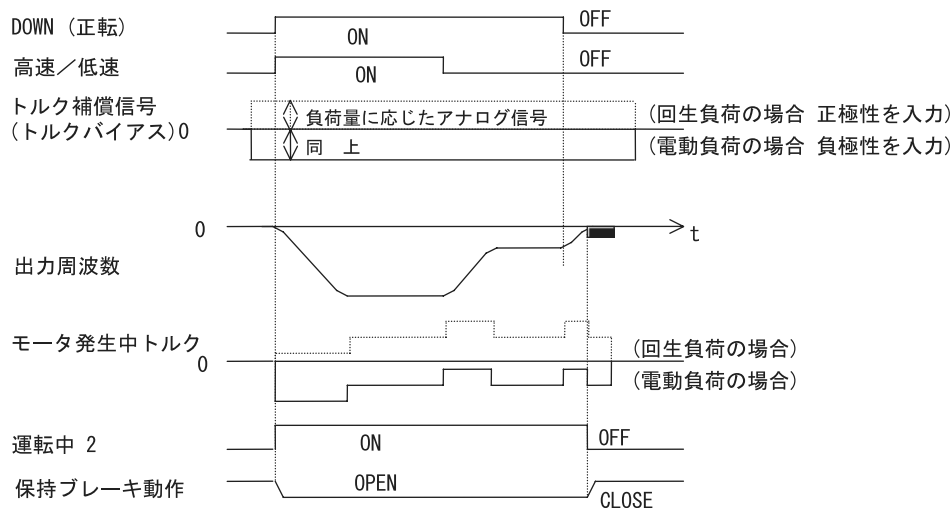 DOWN (正転)
ON
OFF
高速／低速
ON
OFF
トルク補償信号
(トルクバイアス)0
負荷量に応じたアナログ信号
(回生負荷の場合 正極性を入力)
同 上
(電動負荷の場合 負極性を入力)
0
t
出力周波数
モータ発生中トルク
0
(回生負荷の場合)
(電動負荷の場合)
運転中 2
ON
OFF
保持ブレーキ動作
OPEN
CLOSE